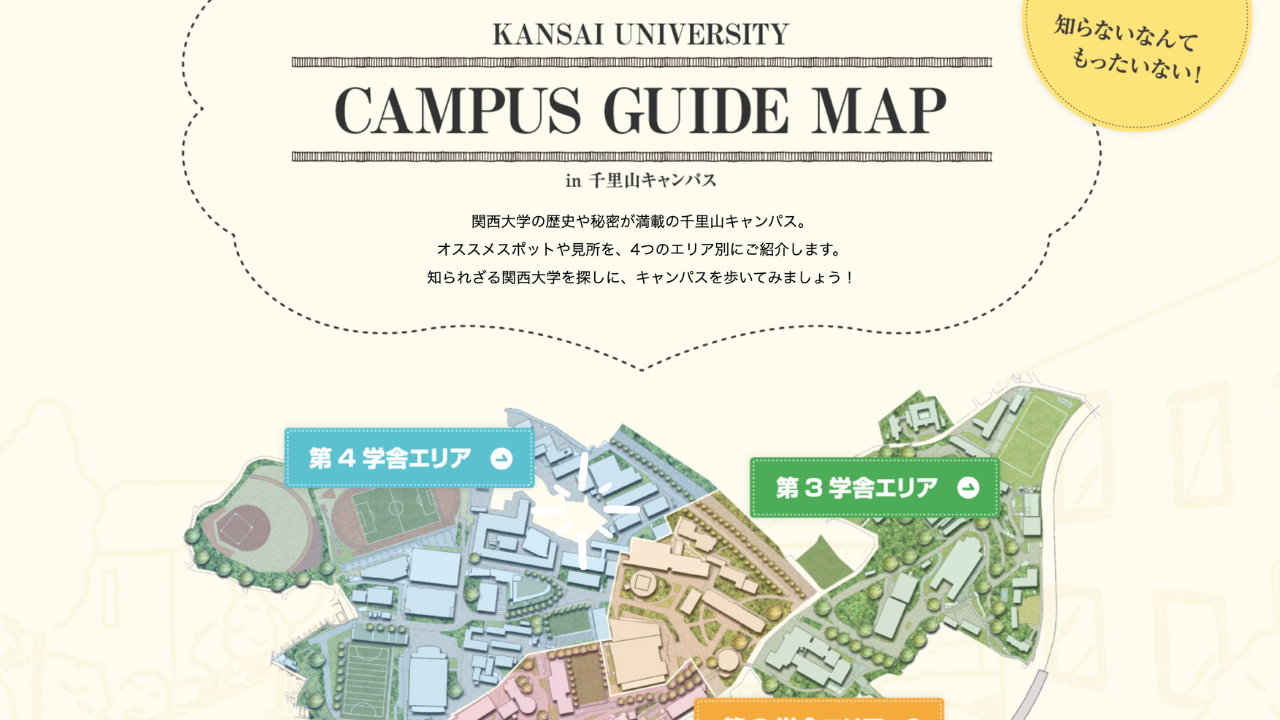 KANSAI UNIVERSITY
CAMPUS GUIDE MAP
in 千里山キャンパス
関西大学の歴史や秘密が満載の千里山キャンパス。
オススメスポットや見所を、4つのエリア別にご紹介します。
知られざる関西大学を探しに、キャンパスを歩いてみましょう！
知らないなんて
もったいない!
第4学舎エリア
第3学舎エリア